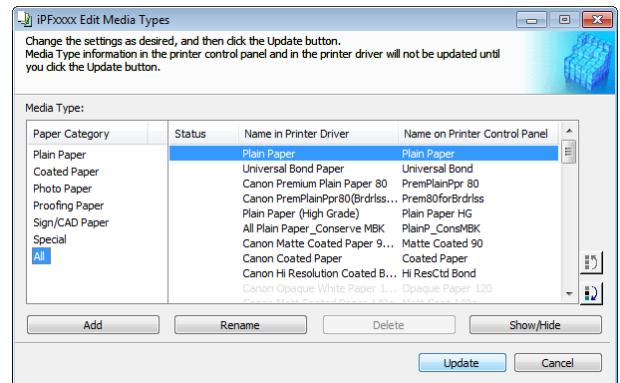 iPFxxxx Edit Media Types
Change the settings as desired, and then click the Update button.
Media Type information in the printer control panel and in the printer driver will not be updated until
you click the Update button.
Media Type:
Paper Category Status Name in Printer Driver Name on Printer Control Panel
Plain Paper Plain Paper Plain Paper
Coated Paper Universal Bond Paper Universal Bond
Photo Paper Canon Premium Plain Paper 80 PremPlainPpr 80
Proofing Paper Canon PremPlainPpr80(Brdrlss... Prem80forBrdrlss
Sign/CAD Paper Plain Paper (High Grade) Plain Paper HG
Special All Plain Paper_Conserve MBK PlainP_ConsMBK
All Canon Matte Coated Paper 9... Matte Coated 90
Canon Coated Paper Coated Paper
Canon Hi Resolution Coated B... Hi ResCtd Bond
Canon Opaque White Paper 1... Opaque Paper 120
Add Rename Delete Show/Hide
Update Cancel